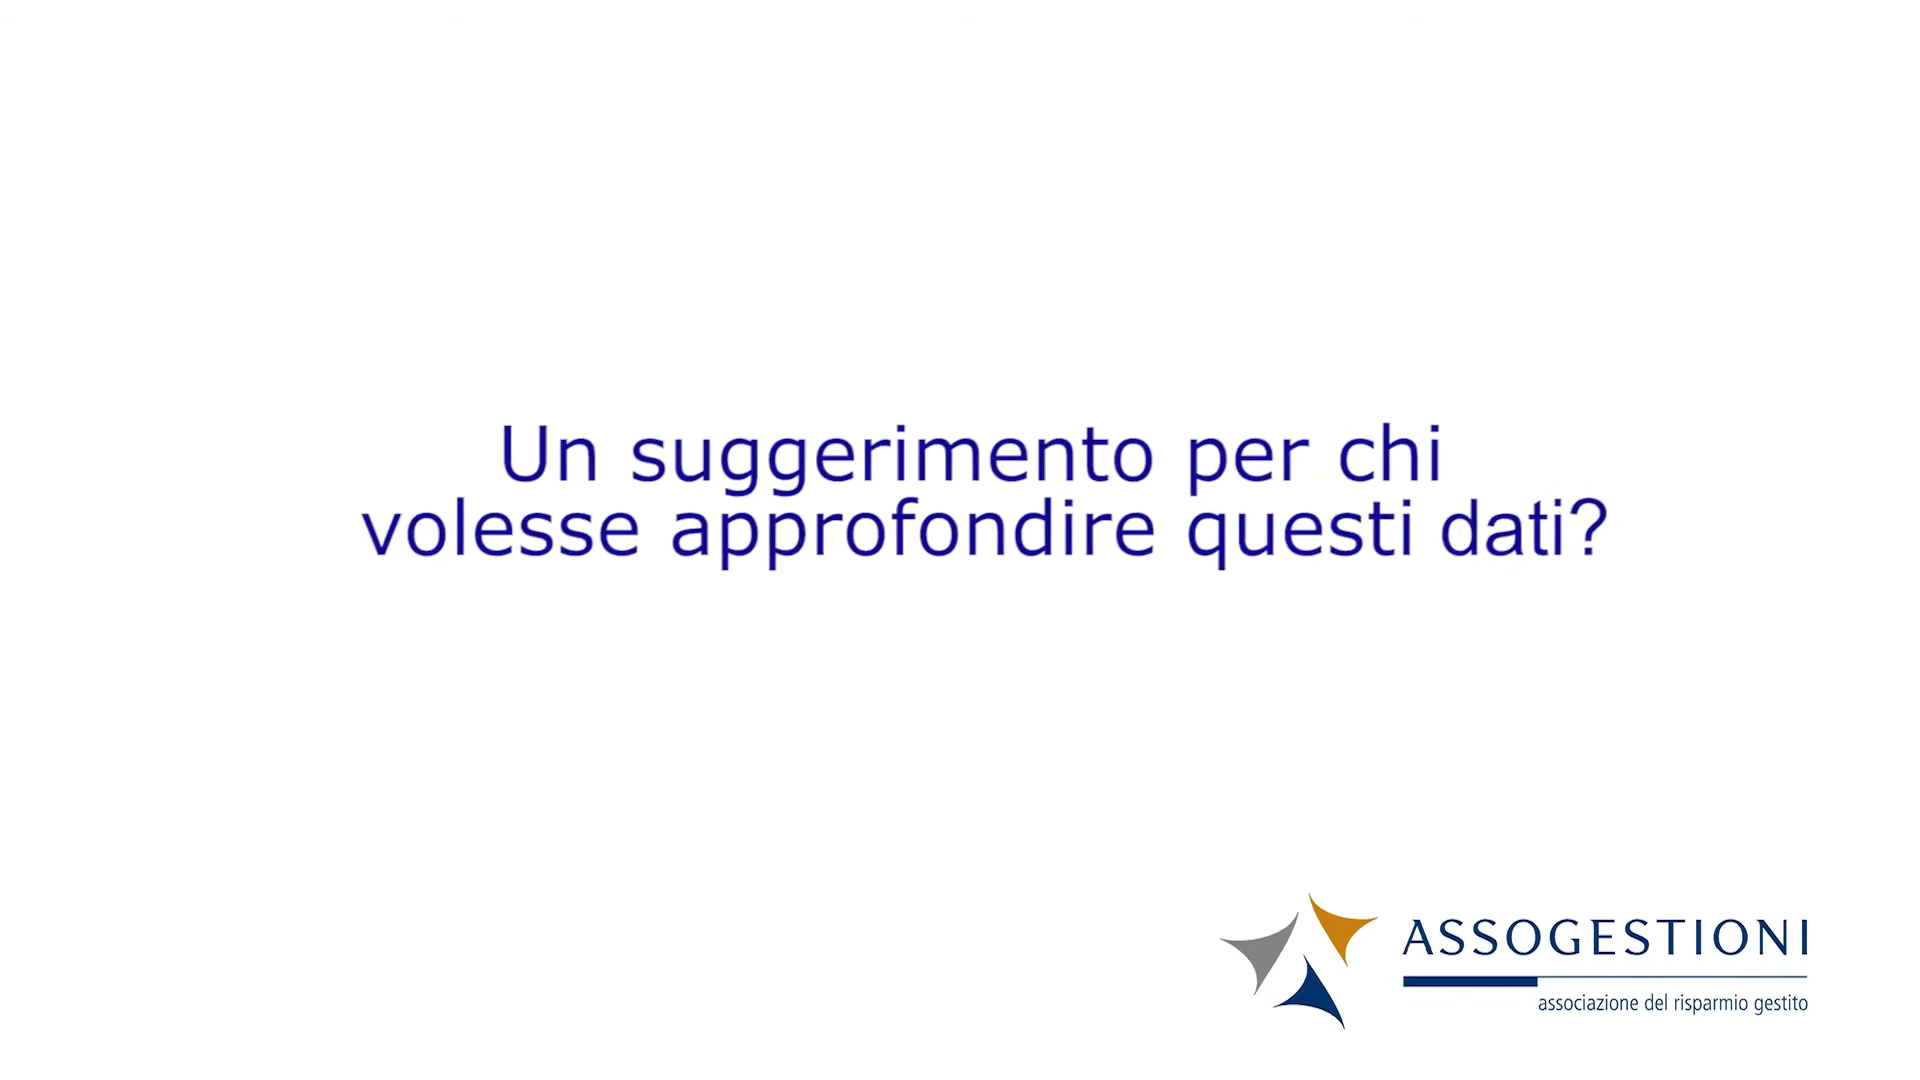 Un suggerimento per chi
volesse approfondire questi dati?
ASSOGESTIONI
associazione del risparmio gestito